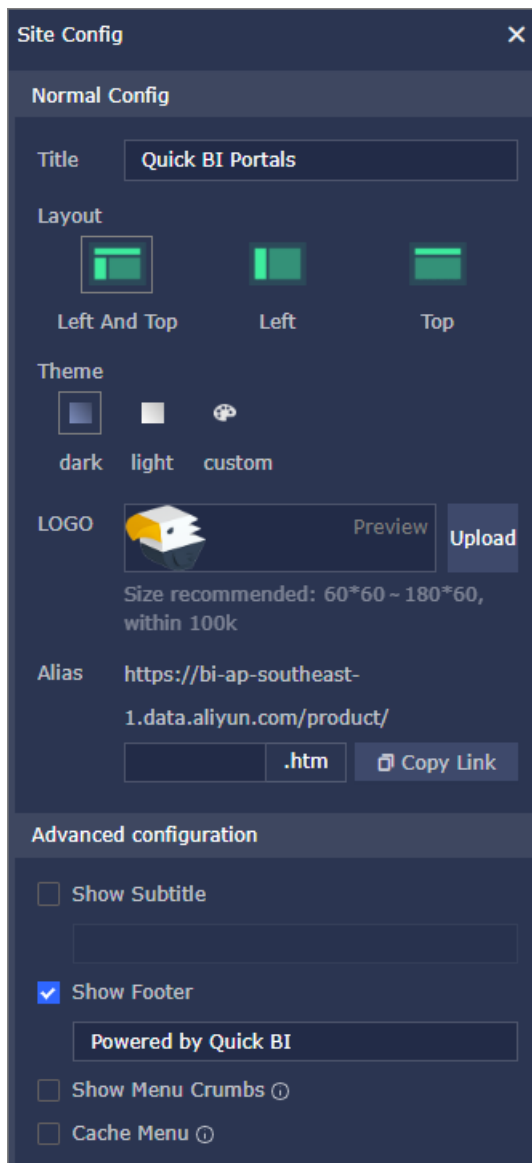 Site Config
Normal Config
Title Quick BI Portals
Layout
Left And Top Left Top
Theme
dark light custom
LOGO Preview Upload
Size recommended: 60*60~180*60,
within 100k
Alias https://bi-ap-southeast-
1.data.aliyun.com/product/
.htm Copy Link
Advanced configuration
Show Subtitle
Show Footer
Powered by Quick BI
Show Menu Crumbs
Cache Menu